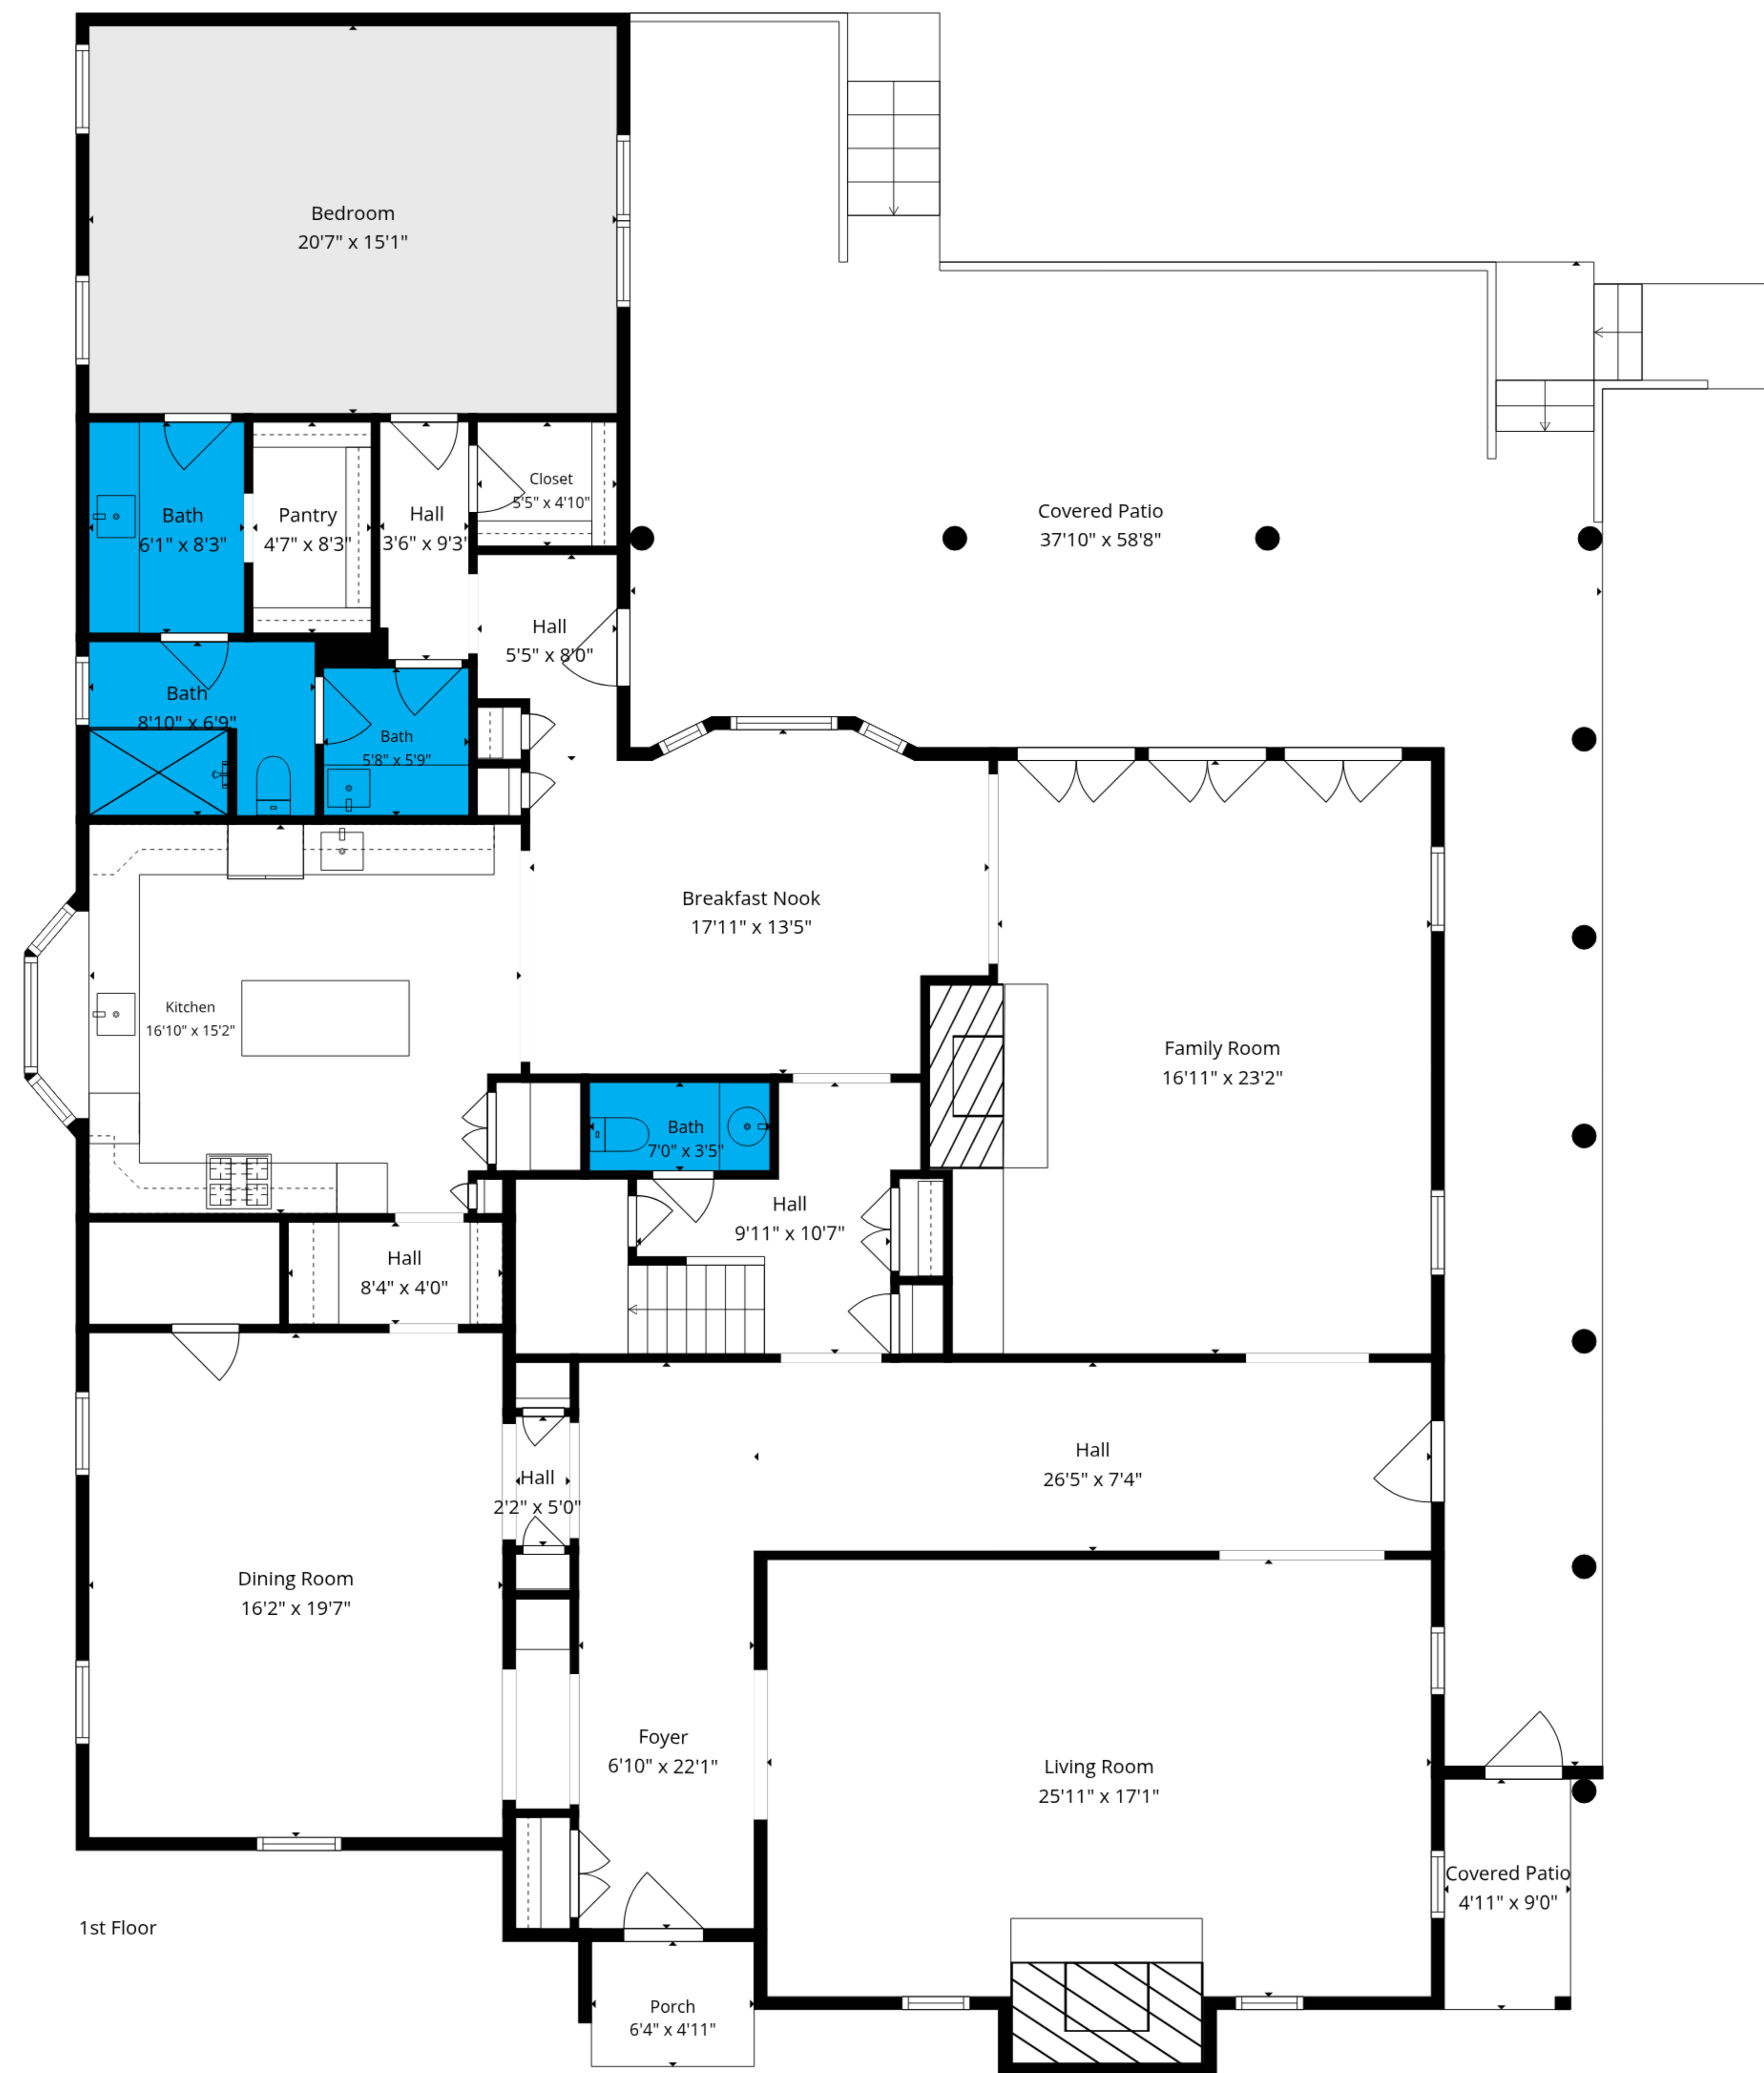 Bedroom
20'7" x 15'1"
Closet
5'5" x 4'10"
Bath
6'1" x 8'3"
Pantry
4'7" x 8'3"
Hall
3'6" x 9'3"
Covered Patio
37'10" x 58'8"
Hall
5'5" x 8'0"
Bath
8'10" x 6'9"
Bath
5'8" x 5'9"
Breakfast Nook
17'11" x 13'5"
Kitchen
16'10" x 15'2"
Family Room
16'11" x 23'2"
Bath
7'0" x 3'5"
Hall
9'11" x 10'7"
Hall
8'4" x 4'0"
Hall
26'5" x 7'4"
Hall
2'2" x 5'0"
Dining Room
16'2" x 19'7"
Foyer
6'10" x 22'1"
Living Room
25'11" x 17'1"
Covered Patio
4'11" x 9'0"
1st Floor
Porch
6'4" x 4'11"